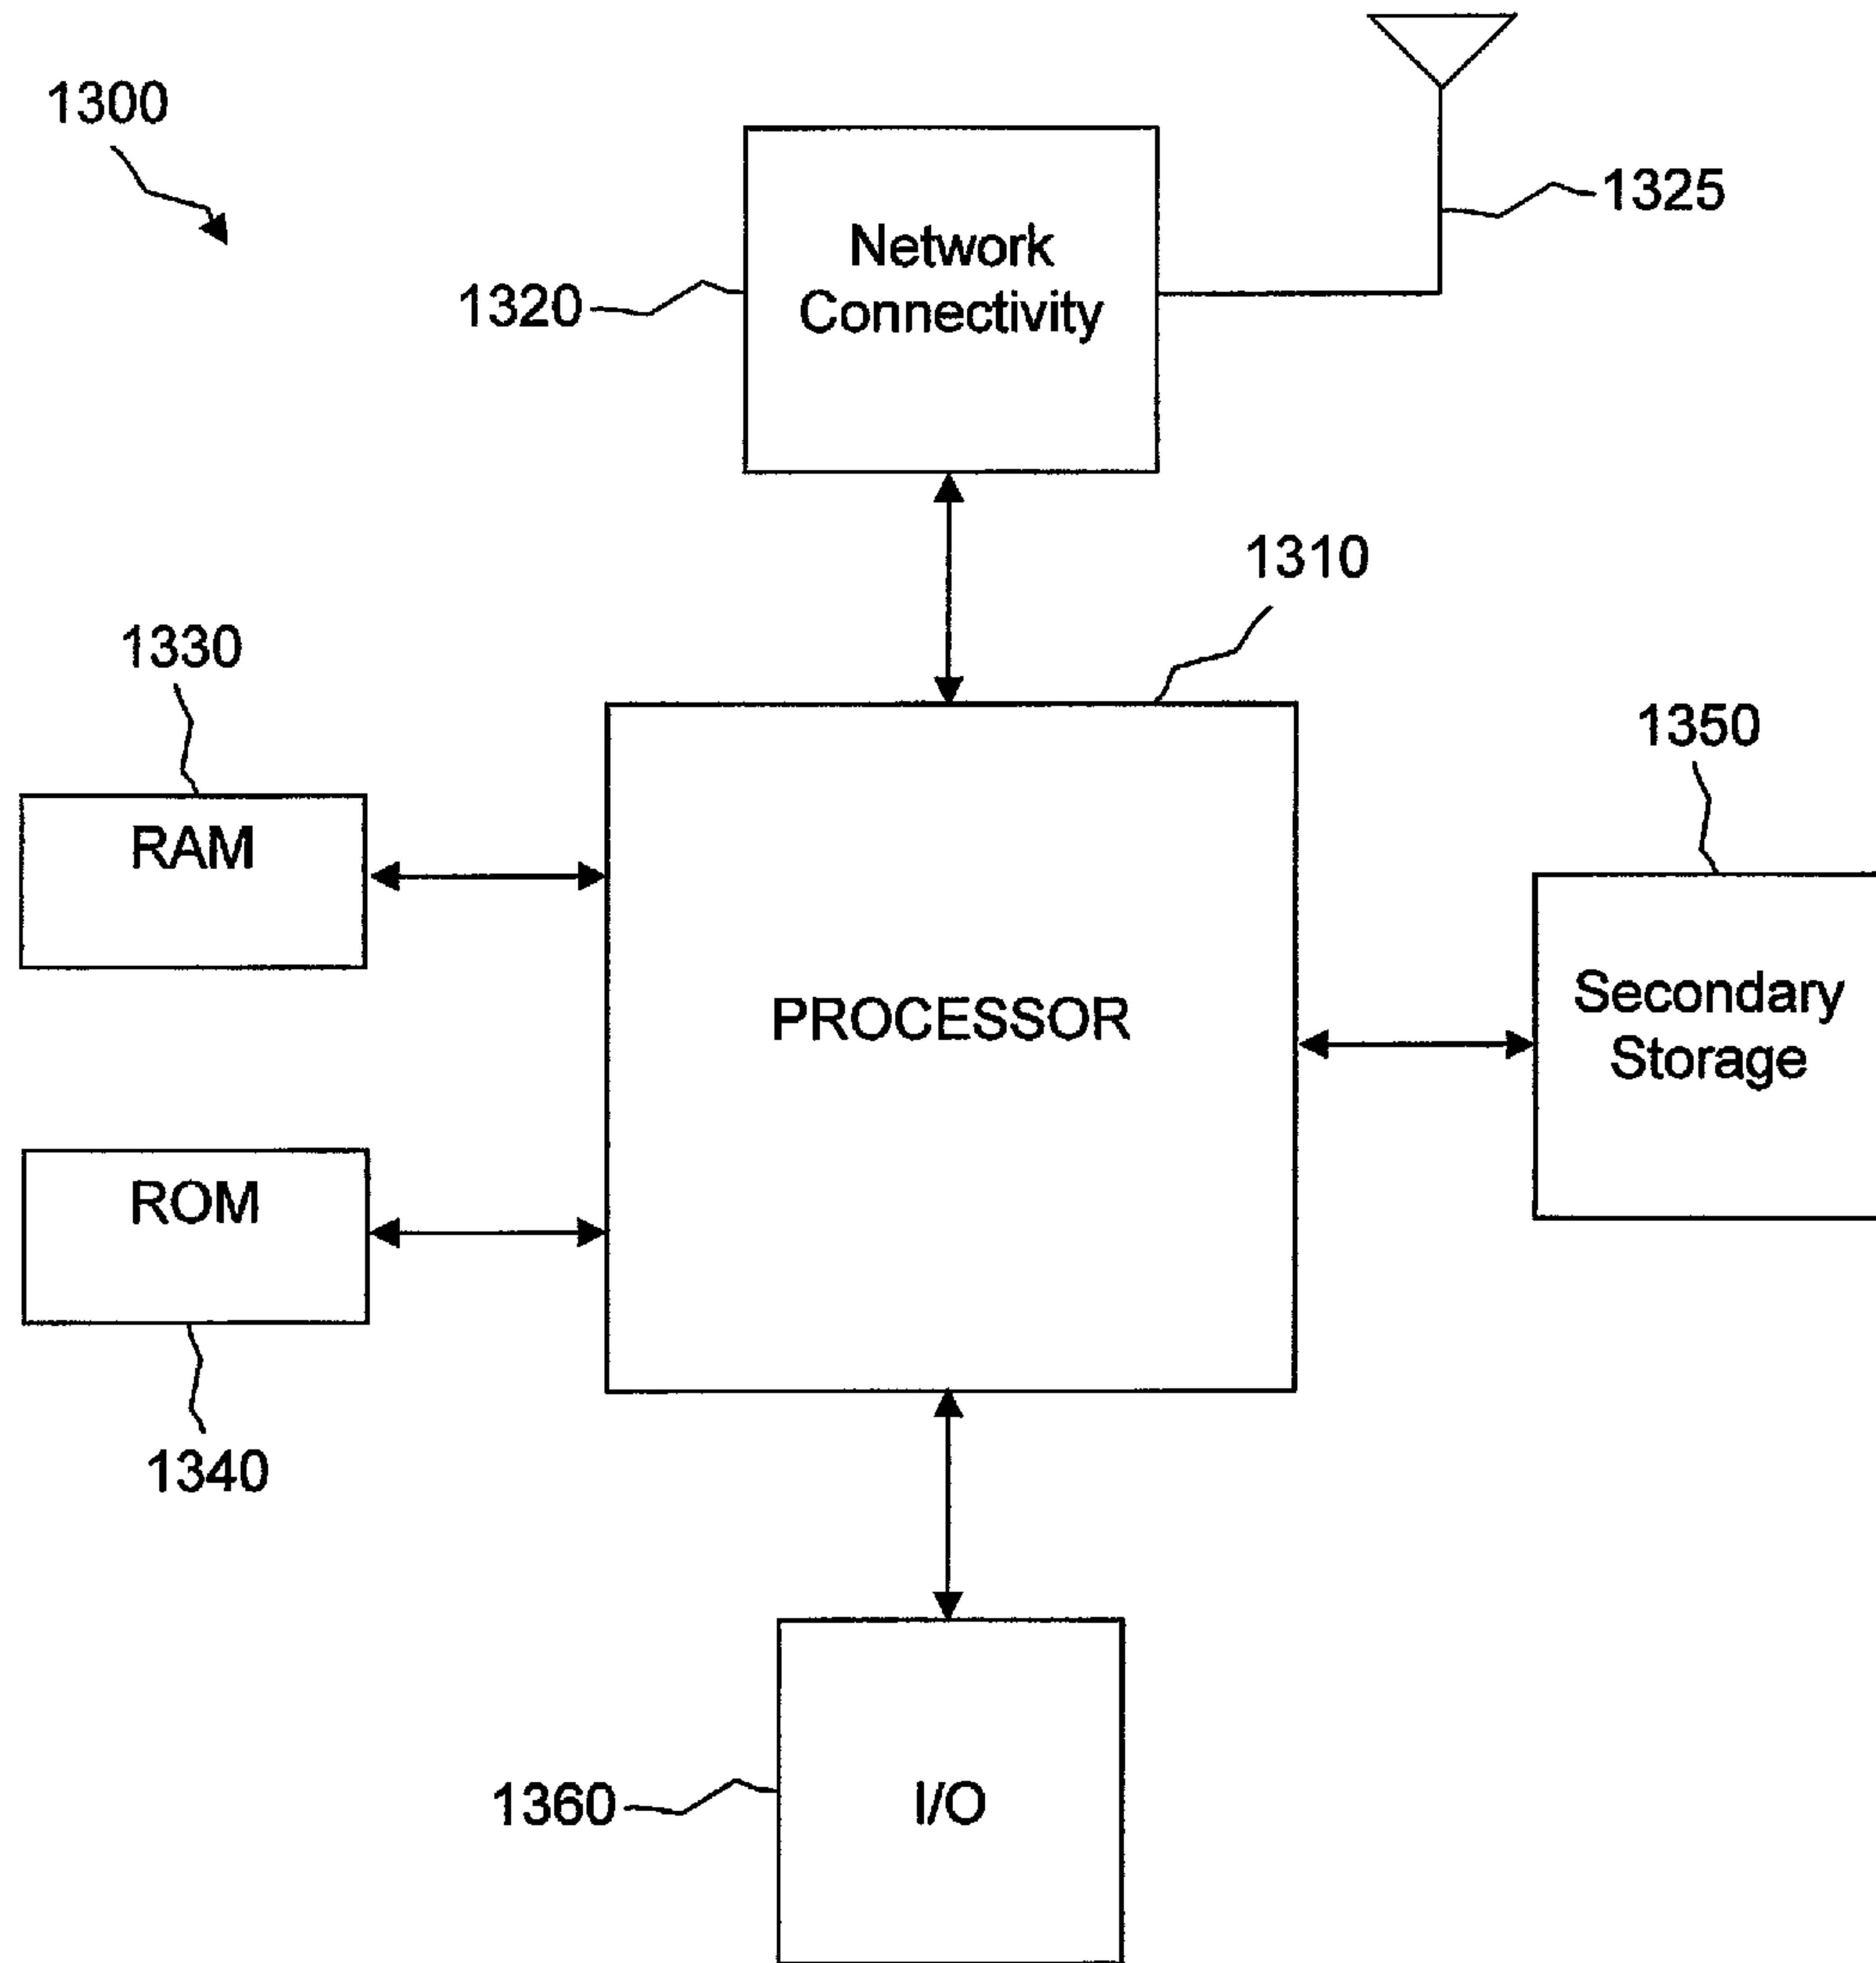 1300
1325
Network
Connectivity
1320
1310
1330
1350
RAM
Secondary
Storage
PROCESSOR
ROM
1340
1360
I/O